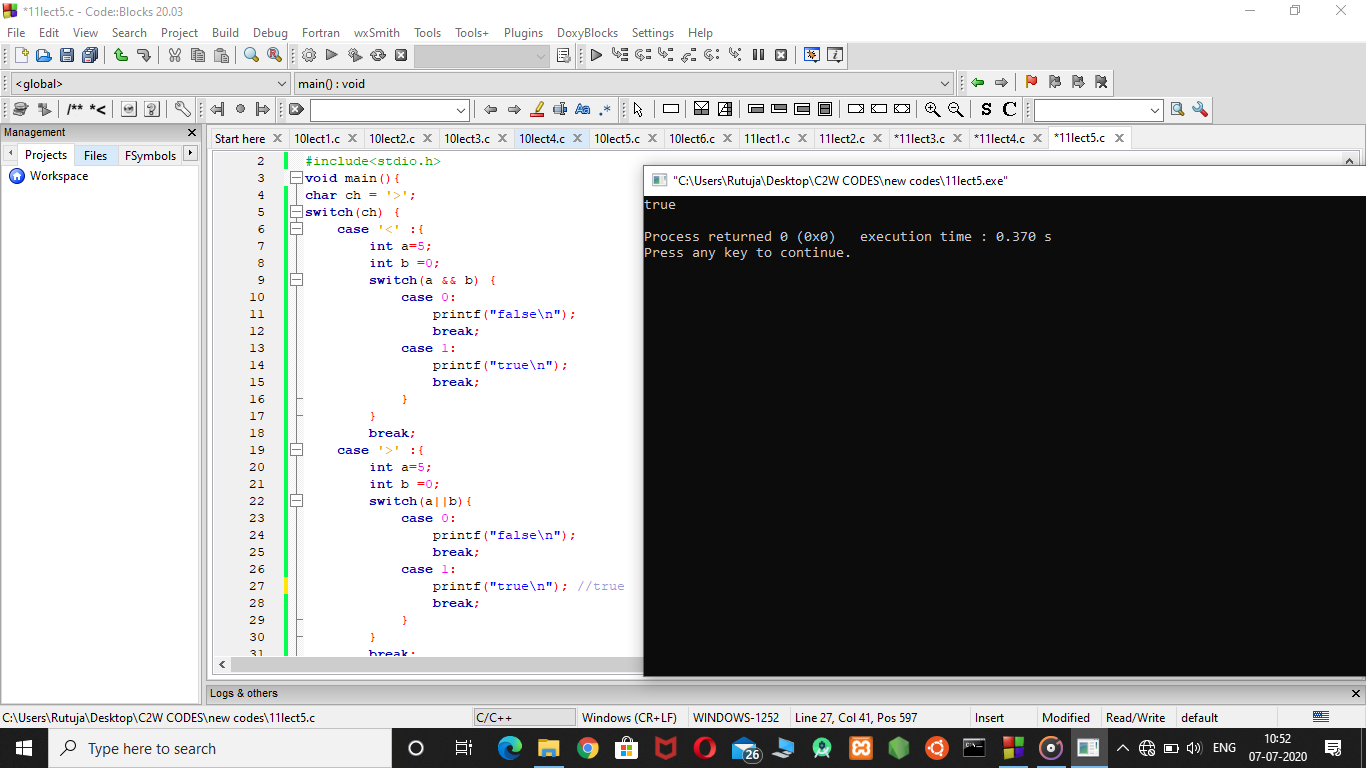 *11lect5.c - Code::Blocks 20.03
File Edit View Search Project Build Debug Fortran wxSmith Tools Tools+ Plugins DoxyBlocks Settings Help
<global> main() : void
/** *< S C
Management
Start here 10lect1.c 10lect2.c 10lect3.c 10lect4.c 10lect5.c 10lect6.c 11lect1.c 11lect2.c *11lect3.c *11lect4.c *11lect5.c
Projects Files FSymbols
Workspace
2 #include<stdio.h>
3 void main(){
4 char ch = '>';
5 switch(ch) {
6 case '<' :{
7 int a=5;
8 int b =0;
9 switch(a && b) {
10 case 0:
11 printf("false\n");
12 break;
13 case 1:
14 printf("true\n");
15 break;
16 }
17 }
18 break;
19 case '>' :{
20 int a=5;
21 int b =0;
22 switch(a||b){
23 case 0:
24 printf("false\n");
25 break;
26 case 1:
27 printf("true\n"); //true
28 break;
29 }
30 }
31 break;
"C:\Users\Rutuja\Desktop\C2W CODES\new codes\11lect5.exe"
true
Process returned 0 (0x0) execution time : 0.370 s
Press any key to continue.
Logs & others
C:\Users\Rutuja\Desktop\C2W CODES\new codes\11lect5.c C/C++ Windows (CR+LF) WINDOWS-1252 Line 27, Col 41, Pos 597 Insert Modified Read/Write default
Type here to search
26
ENG
10:52
07-07-2020